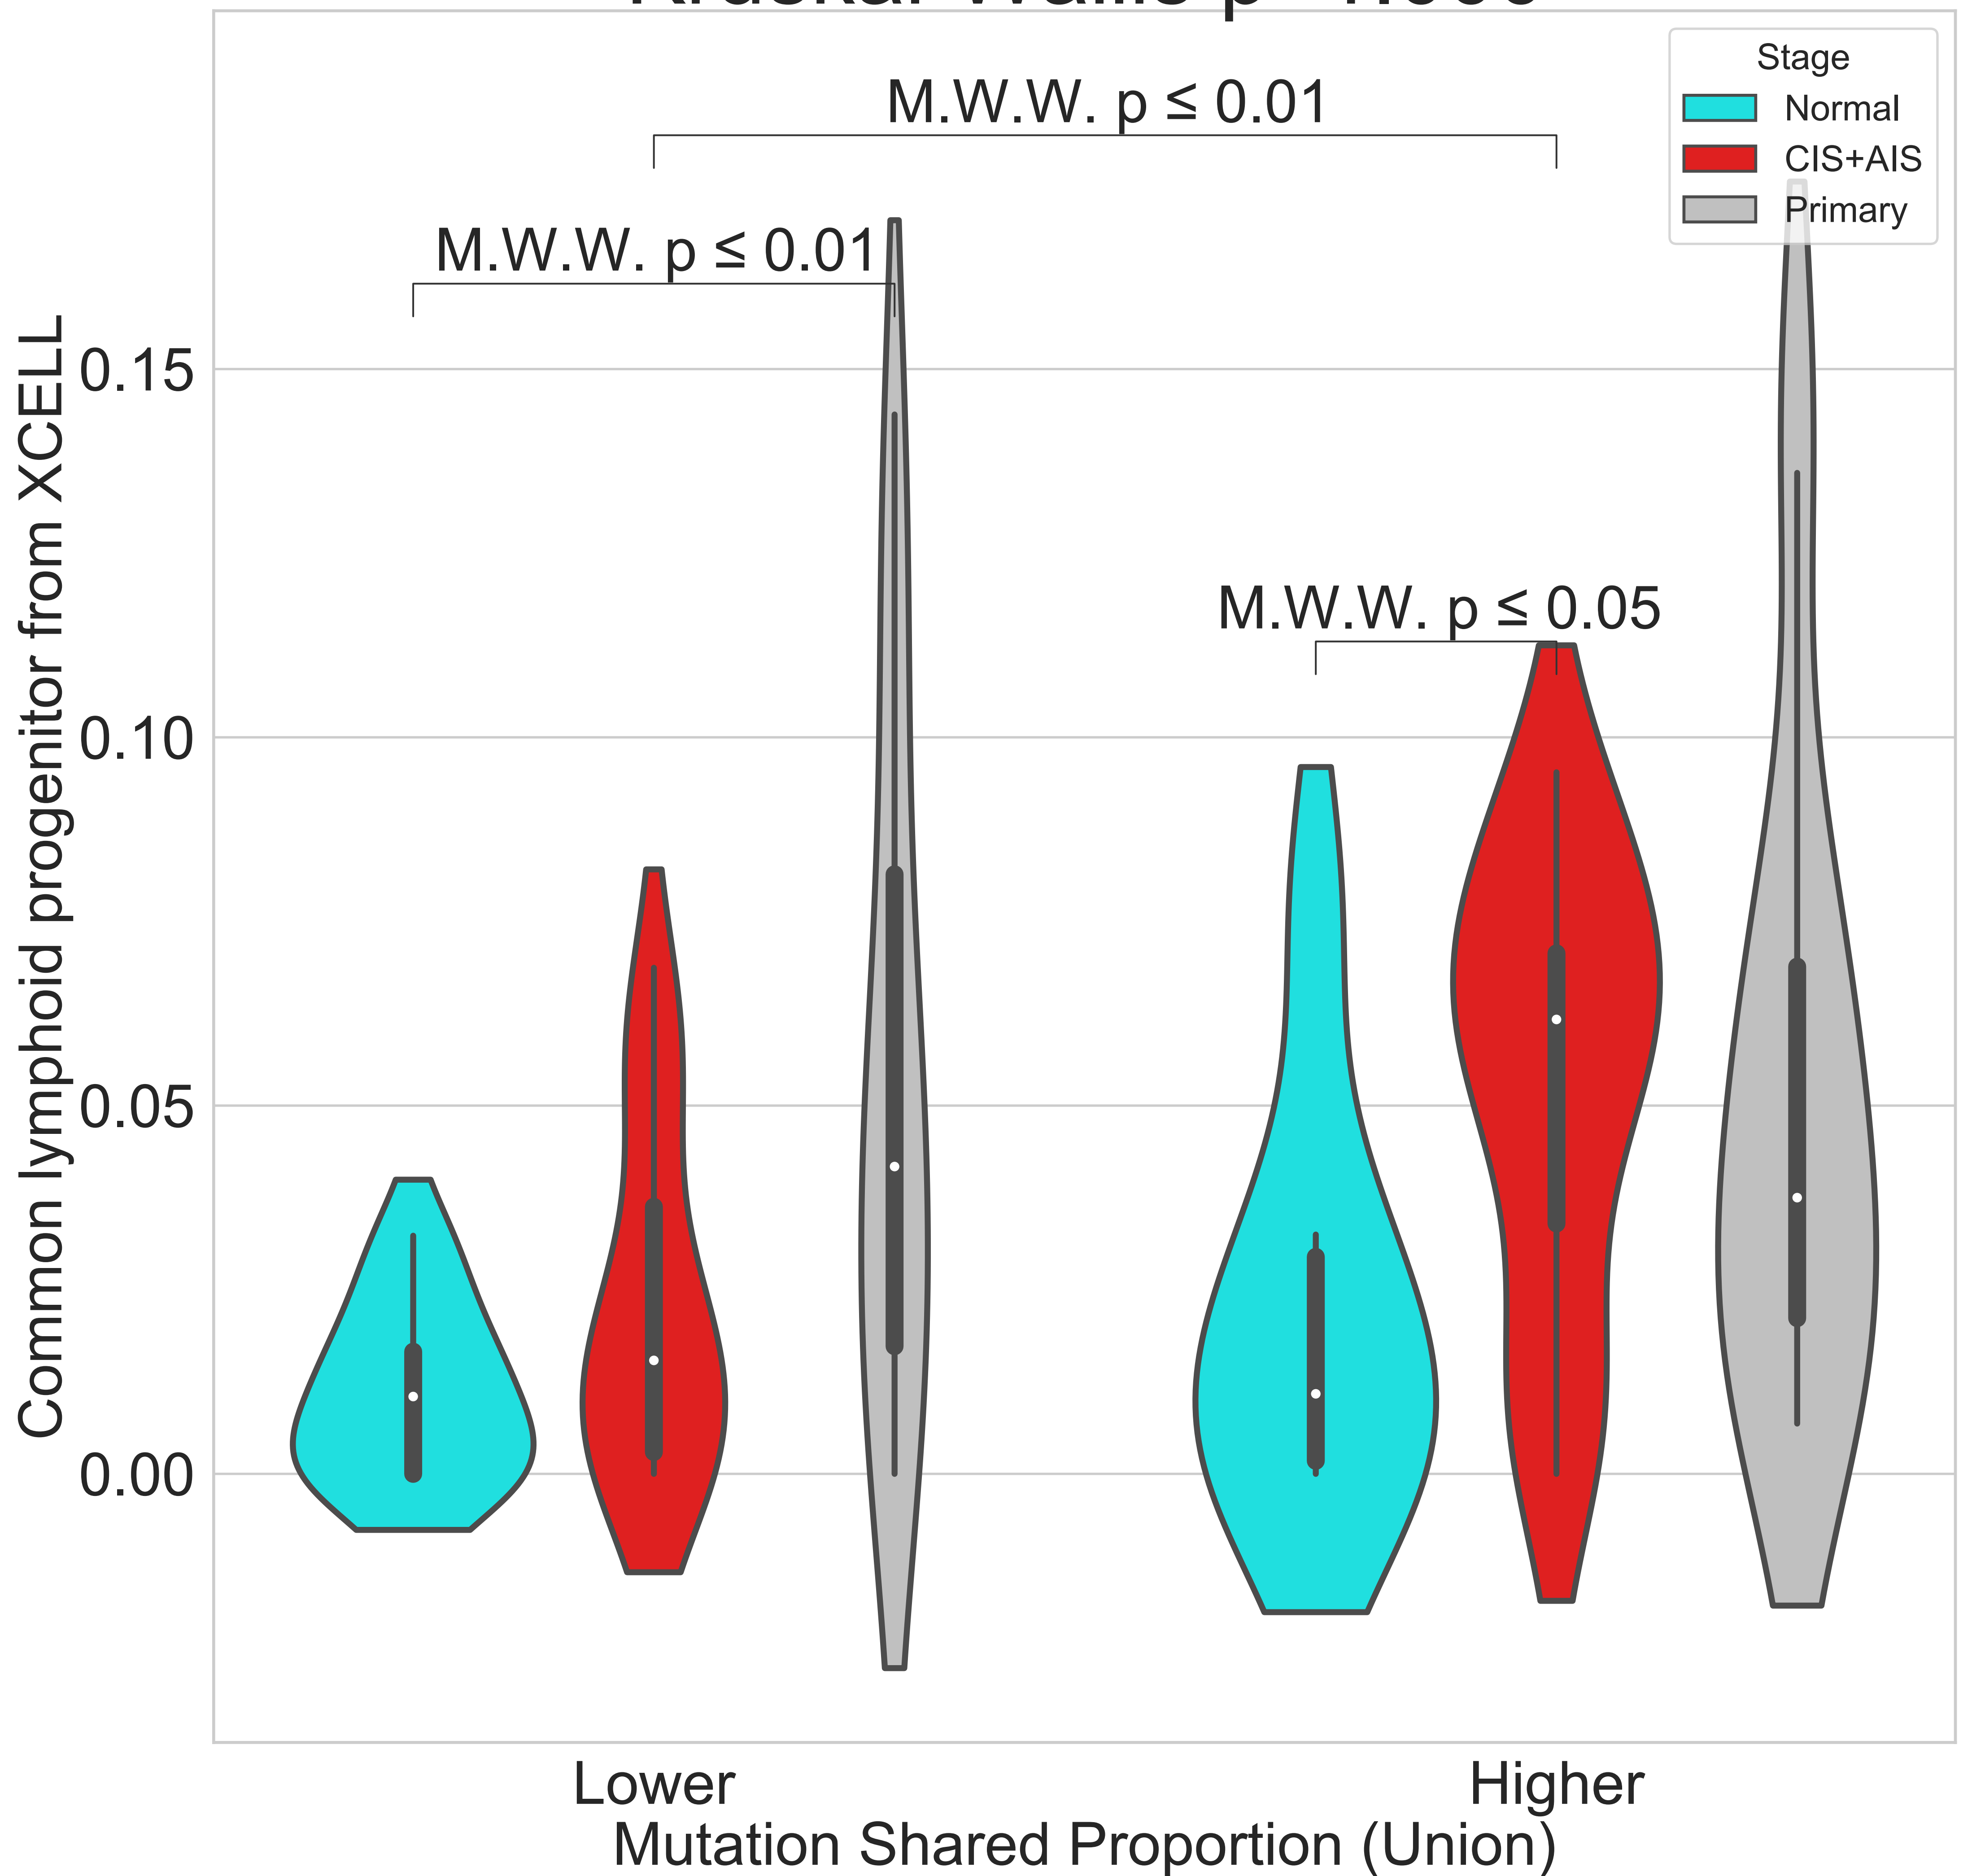 Stage
Normal
CIS+AIS
Primary
M.W.W. p ≤ 0.01
M.W.W. p ≤ 0.01
M.W.W. p ≤ 0.05
Common lymphoid progenitor from XCELL
0.15
0.10
0.05
0.00
Lower
Higher
Mutation Shared Proportion (Union)